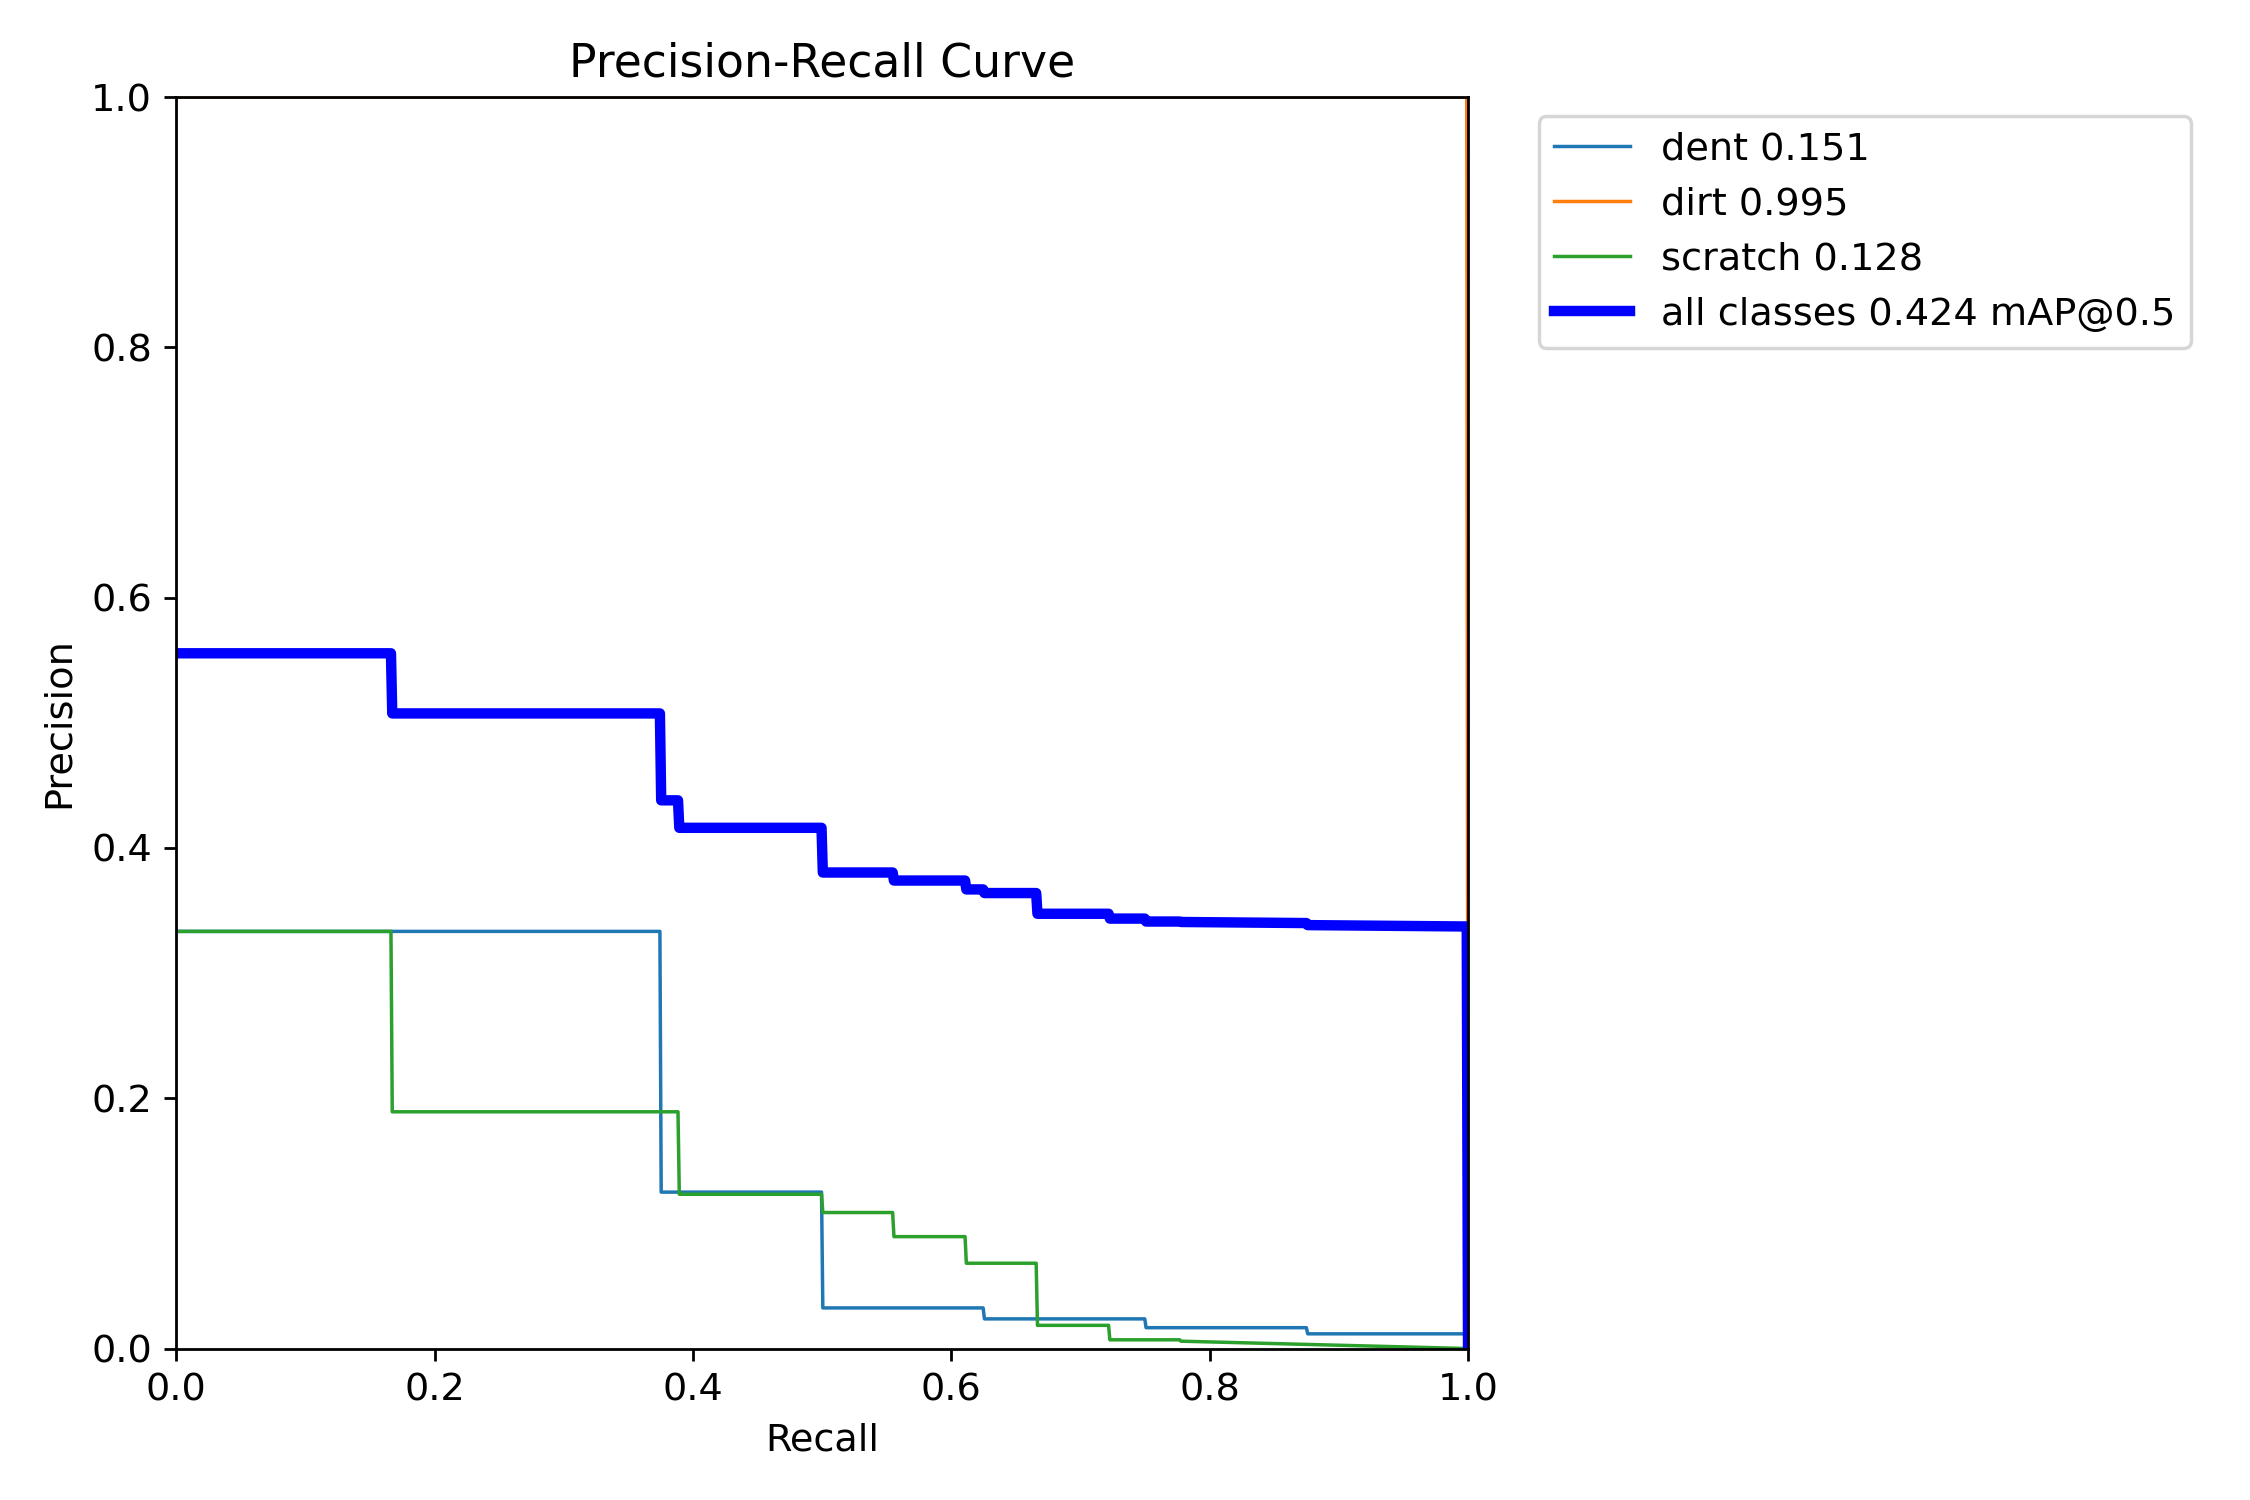 Precision-Recall Curve
1.0
0.8
0.6
0.4
0.2
0.0
Precision
0.0 0.2 0.4 0.6 0.8 1.0
Recall
dent 0.151
dirt 0.995
scratch 0.128
all classes 0.424 mAP@0.5